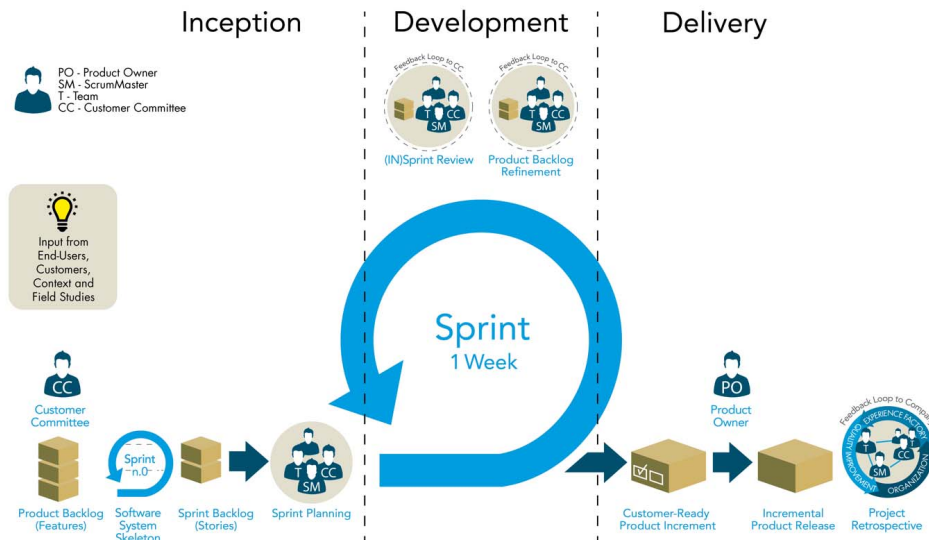 Inception
Development
Delivery
PO - Product Owner
SM - ScrumMaster
T - Team
CC - Customer Committee
Feedback Loop to CC
T
CC
SM
(IN)Sprint Review
Feedback Loop to CC
T
CC
SM
Product Backlog
Refinement
Input from
End-Users,
Customers,
Context and
Field Studies
Sprint
1 Week
CC
Customer
Committee
PO
Product
Owner
Product Backlog
(Features)
Sprint
n.0
Software
System
Skeleton
Sprint Backlog
(Stories)
T
CC
SM
Sprint Planning
Customer-Ready
Product Increment
Incremental
Product Release
Feedback Loop to Compa
EXPERIENCE FACTORY
ORGANIZATION
QUALITY IMPROVEMENT
CC
SM
Project
Retrospective